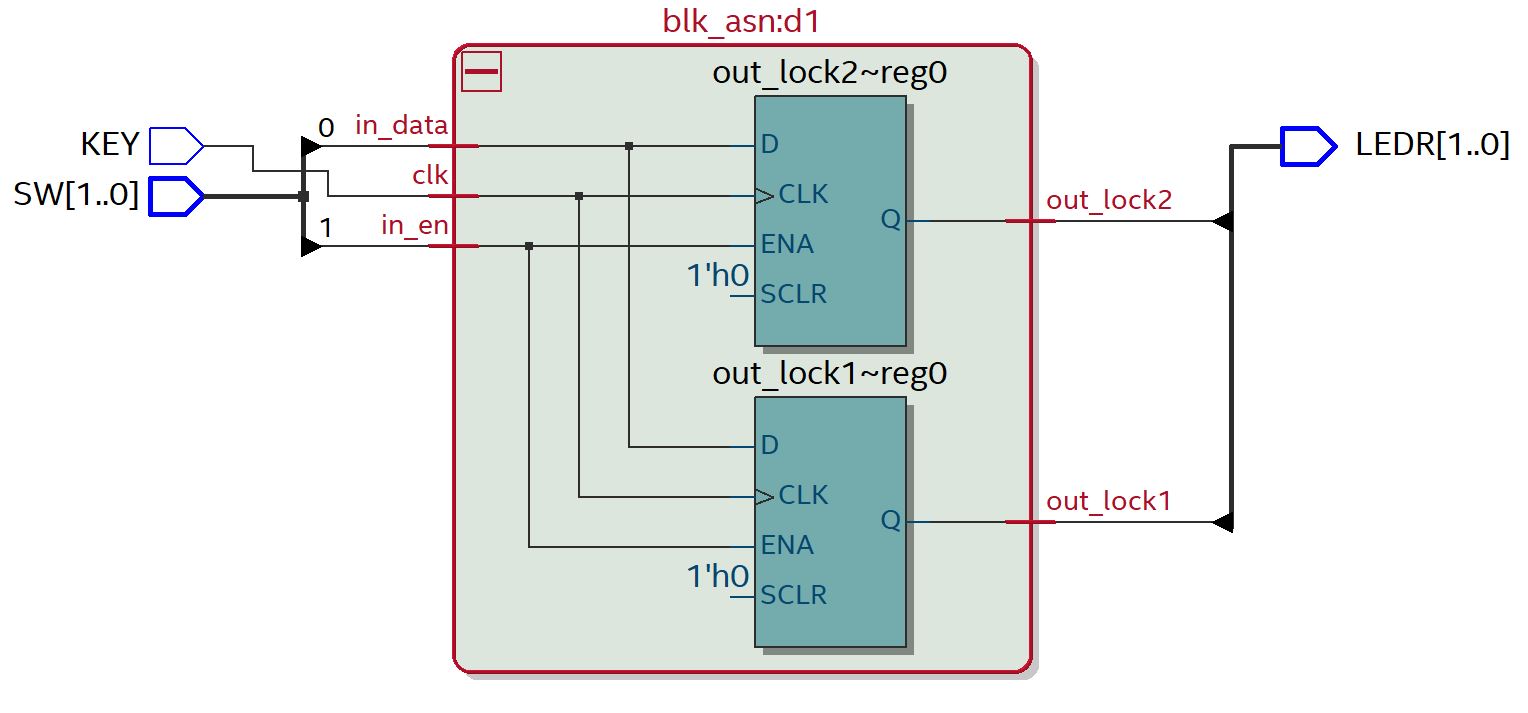 blk_asn:d1
out_lock2~reg0
KEY
0
in_data
D
LEDR[1..0]
SW[1..0]
clk
CLK
out_lock2
1
in_en
ENA
Q
1'h0
SCLR
out_lock1~reg0
D
CLK
out_lock1
Q
ENA
1'h0
SCLR